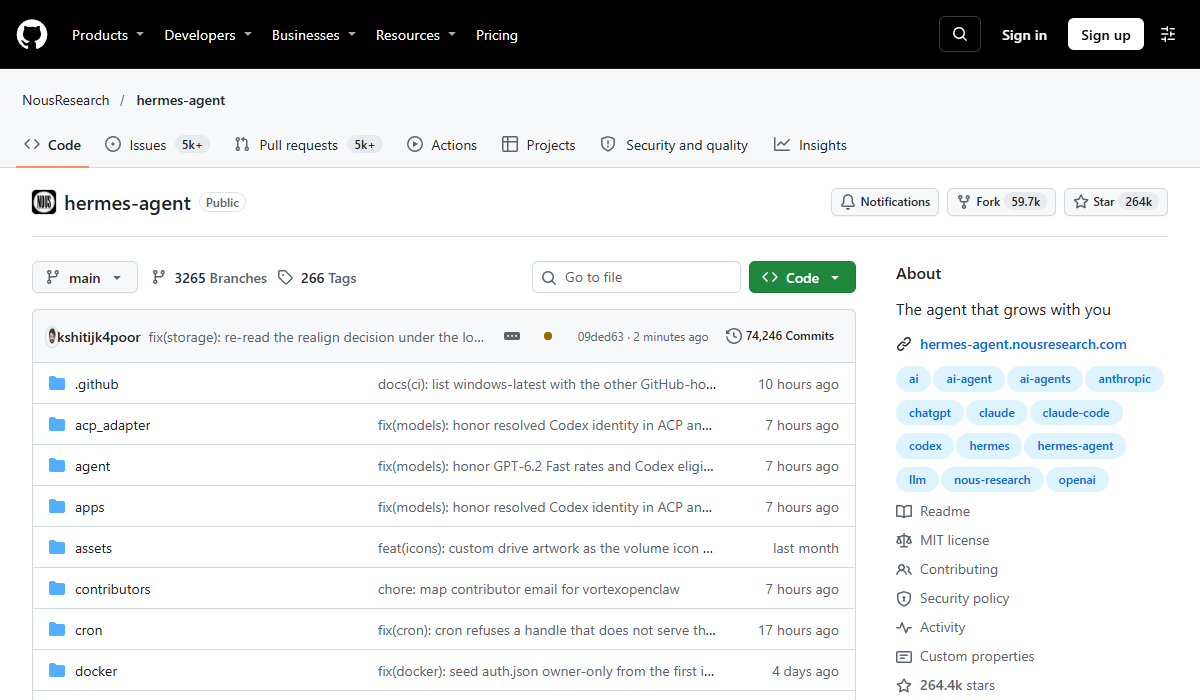 Products Developers Businesses Resources Pricing Sign in Sign up
NousResearch / hermes-agent
Code Issues 5k+ Pull requests 5k+ Actions Projects Security and quality Insights
NOUS hermes-agent Public Notifications Fork 59.7k Star 264k
main 3265 Branches 266 Tags Go to file Code
kshitijk4poor fix(storage): re-read the realign decision under the lo... 09ded63 · 2 minutes ago 74,246 Commits
.github docs(ci): list windows-latest with the other GitHub-ho... 10 hours ago
acp_adapter fix(models): honor resolved Codex identity in ACP an... 7 hours ago
agent fix(models): honor GPT-6.2 Fast rates and Codex eligi... 7 hours ago
apps fix(models): honor resolved Codex identity in ACP an... 7 hours ago
assets feat(icons): custom drive artwork as the volume icon ... last month
contributors chore: map contributor email for vortexopenclaw 7 hours ago
cron fix(cron): cron refuses a handle that does not serve th... 17 hours ago
docker fix(docker): seed auth.json owner-only from the first i... 4 days ago
About
The agent that grows with you
hermes-agent.nousresearch.com
ai ai-agent ai-agents anthropic
chatgpt claude claude-code
codex hermes hermes-agent
llm nous-research openai
Readme
MIT license
Contributing
Security policy
Activity
Custom properties
264.4k stars